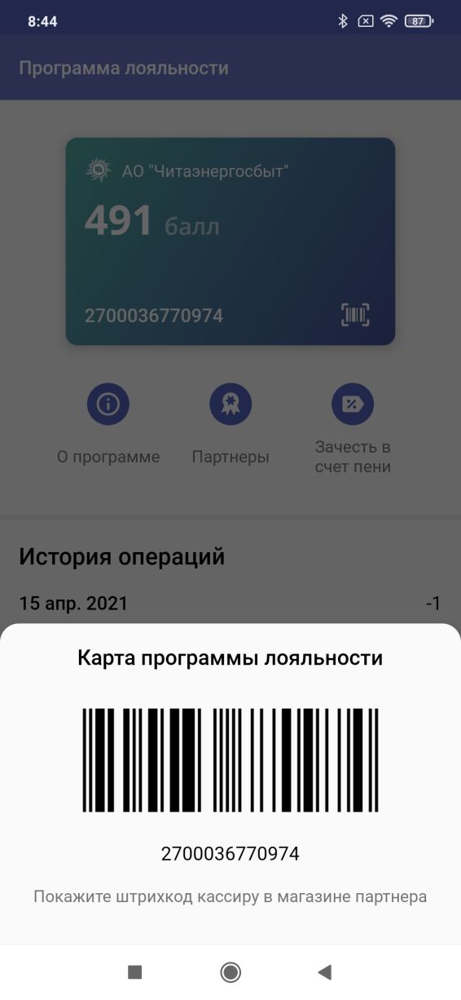 8:44
87
Программа лояльности
АО "Читаэнергосбыт"
491 балл
2700036770974
О программе
Партнеры
Зачесть в
счет пени
История операций
15 апр. 2021
-1
Карта программы лояльности
2700036770974
Покажите штрихкод кассиру в магазине партнера